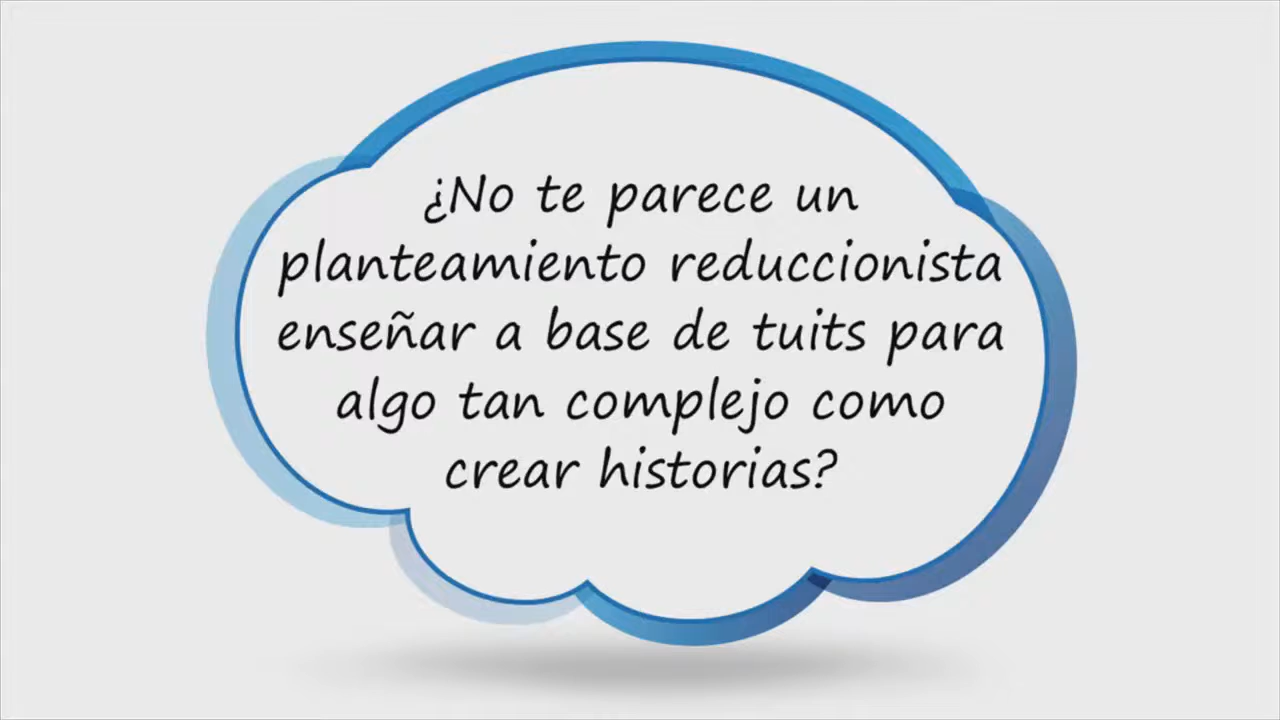 ¿No te parece un
planteamiento reduccionista
enseñar a base de tuits para
algo tan complejo como
crear historias?